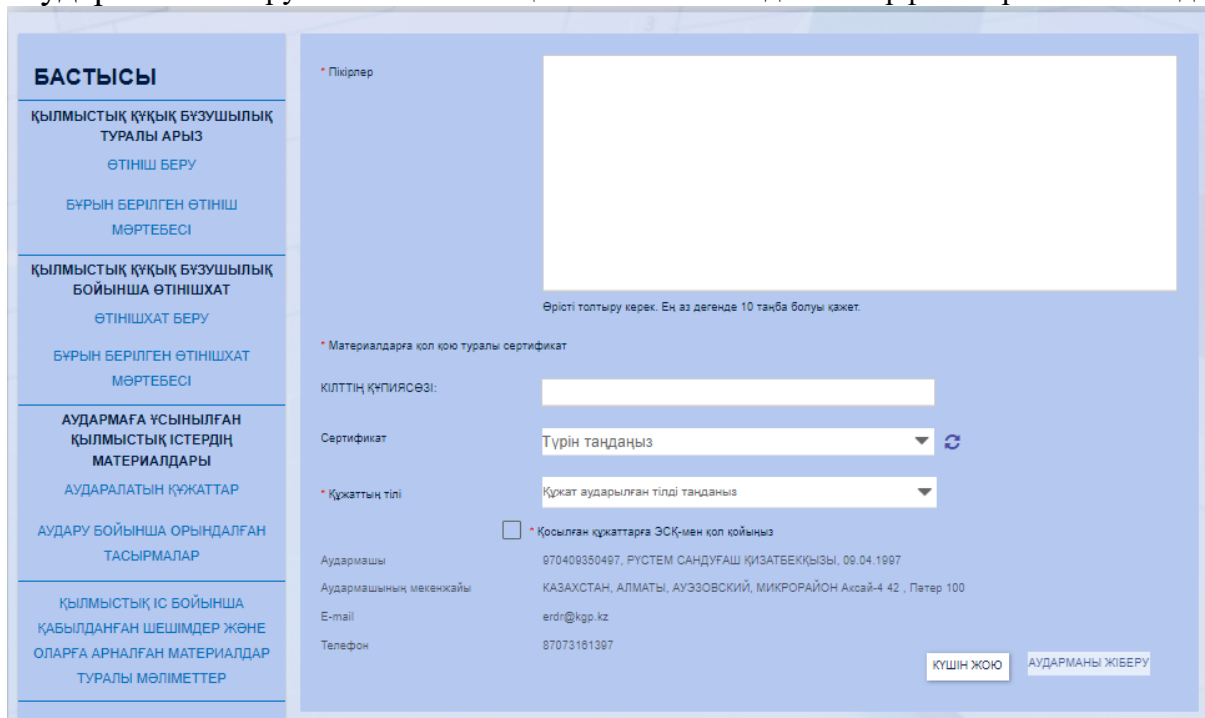 БАСТЫСЫ
ҚЫЛМЫСТЫҚ ҚҰҚЫҚ БҰЗУШЫЛЫҚ
ТУРАЛЫ АРЫЗ
ӨТІНІШ БЕРУ
БҰРЫН БЕРІЛГЕН ӨТІНІШ
МӘРТЕБЕСІ
ҚЫЛМЫСТЫҚ ҚҰҚЫҚ БҰЗУШЫЛЫҚ
БОЙЫНША ӨТІНІШХАТ
ӨТІНІШХАТ БЕРУ
БҰРЫН БЕРІЛГЕН ӨТІНІШХАТ
МӘРТЕБЕСІ
АУДАРМАҒА ҰСЫНЫЛҒАН
ҚЫЛМЫСТЫҚ ІСТЕРДІҢ
МАТЕРИАЛДАРЫ
АУДАРАЛАТЫН ҚҰЖАТТАР
АУДАРУ БОЙЫНША ОРЫНДАЛҒАН
ТАСЫРМАЛАР
ҚЫЛМЫСТЫҚ ІС БОЙЫНША
ҚАБЫЛДАНҒАН ШЕШІМДЕР ЖӘНЕ
ОЛАРҒА АРНАЛҒАН МАТЕРИАЛДАР
ТУРАЛЫ МӘЛІМЕТТЕР
* Пікірлер
Өрісті толтыру керек. Ең аз дегенде 10 таңба болуы қажет.
* Материалдарға қол қою туралы сертификат
КІЛТТІҢ ҚҰПИЯСӨЗІ:
Сертификат Түрін таңдаңыз
* Құжаттың тілі Құжат аударылған тілді таңданыз
* Қосылған құжаттарға ЭСҚ-мен қол қойыңыз
Аудармашы 970409350497, РҮСТЕМ САНДУҒАШ ҚИЗАТБЕКҚЫЗЫ, 09.04.1997
Аудармашының мекенжайы КАЗАХСТАН, АЛМАТЫ, АУЭЗОВСКИЙ, МИКРОРАЙОН Аксай-4 42 , Пәтер 100
E-mail erdr@kgp.kz
Телефон 87073161397
КҮШІН ЖОЮ АУДАРМАНЫ ЖІБЕРУ